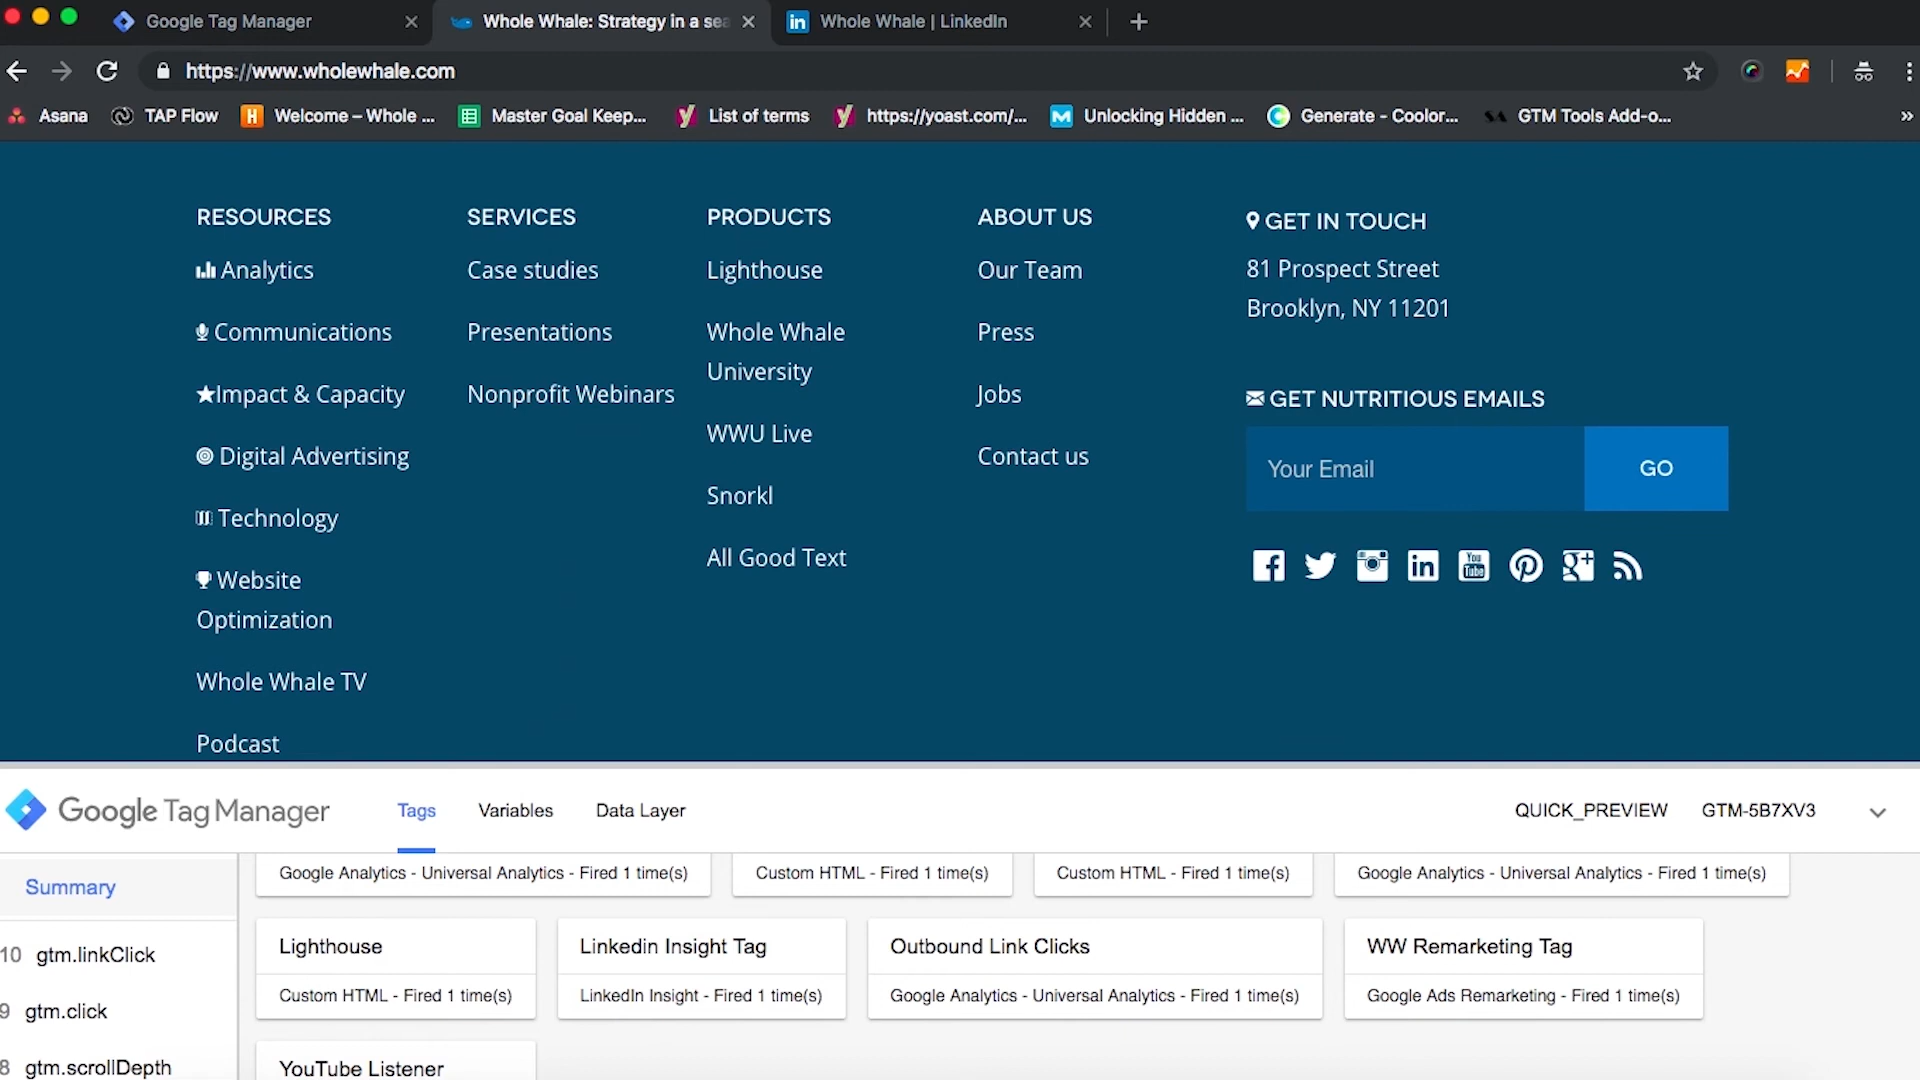 Google Tag Manager
Whole Whale: Strategy in a sea
Whole Whale | LinkedIn
https://www.wholewhale.com
Asana
TAP Flow
Welcome – Whole ...
Master Goal Keep...
List of terms
https://yoast.com/...
Unlocking Hidden ...
Generate - Coolor...
GTM Tools Add-o...
RESOURCES
Analytics
Communications
Impact & Capacity
Digital Advertising
Technology
Website
Optimization
Whole Whale TV
Podcast
SERVICES
Case studies
Presentations
Nonprofit Webinars
PRODUCTS
Lighthouse
Whole Whale
University
WWU Live
Snorkl
All Good Text
ABOUT US
Our Team
Press
Jobs
Contact us
GET IN TOUCH
81 Prospect Street
Brooklyn, NY 11201
GET NUTRITIOUS EMAILS
Your Email
GO
You
Tube
Google Tag Manager
Tags
Variables
Data Layer
QUICK_PREVIEW
GTM-5B7XV3
Summary
10 gtm.linkClick
9 gtm.click
8 gtm.scrollDepth
Google Analytics - Universal Analytics - Fired 1 time(s)
Custom HTML - Fired 1 time(s)
Custom HTML - Fired 1 time(s)
Google Analytics - Universal Analytics - Fired 1 time(s)
Lighthouse
Custom HTML - Fired 1 time(s)
Linkedin Insight Tag
LinkedIn Insight - Fired 1 time(s)
Outbound Link Clicks
Google Analytics - Universal Analytics - Fired 1 time(s)
WW Remarketing Tag
Google Ads Remarketing - Fired 1 time(s)
YouTube Listener